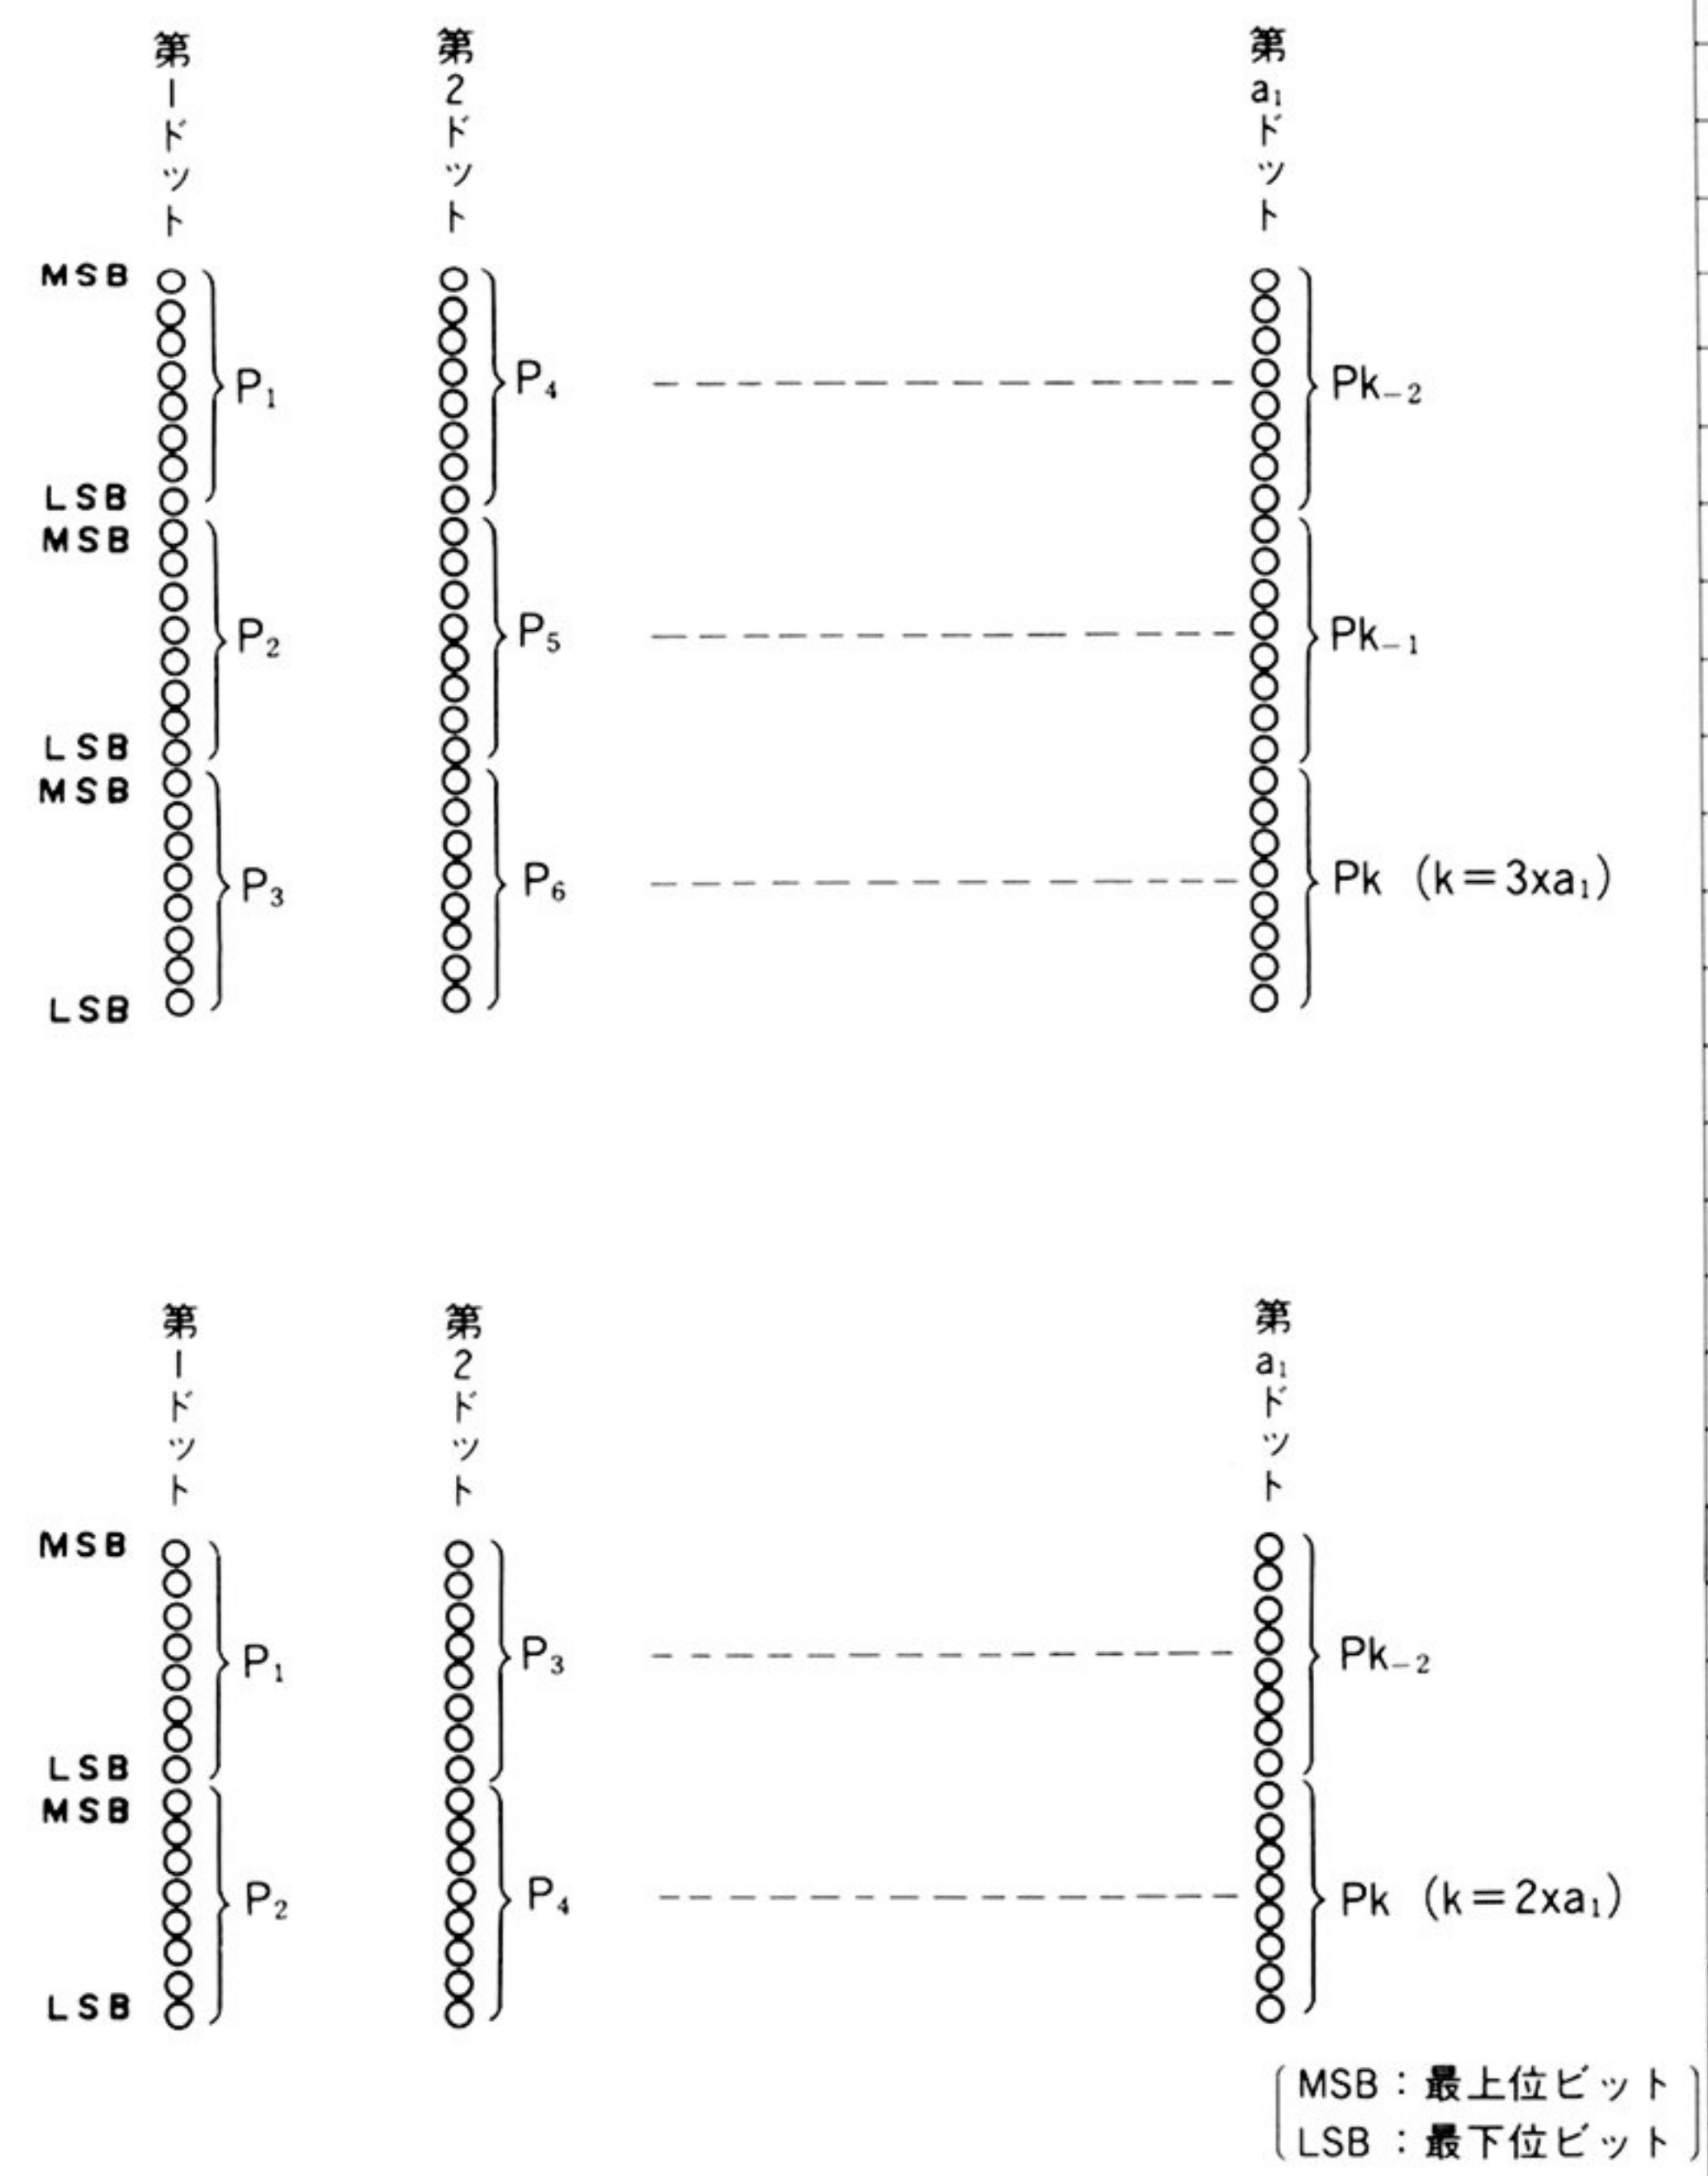 第1ドット
第2ドット
第a₁ドット
MSB
LSB
MSB
LSB
MSB
LSB
P₁
P₄
Pk₋₂
P₂
P₅
Pk₋₁
P₃
P₆
Pk (k=3xa₁)
第1ドット
第2ドット
第a₁ドット
MSB
LSB
MSB
LSB
P₁
P₃
Pk₋₂
P₂
P₄
Pk (k=2xa₁)
MSB:最上位ビット
LSB:最下位ビット